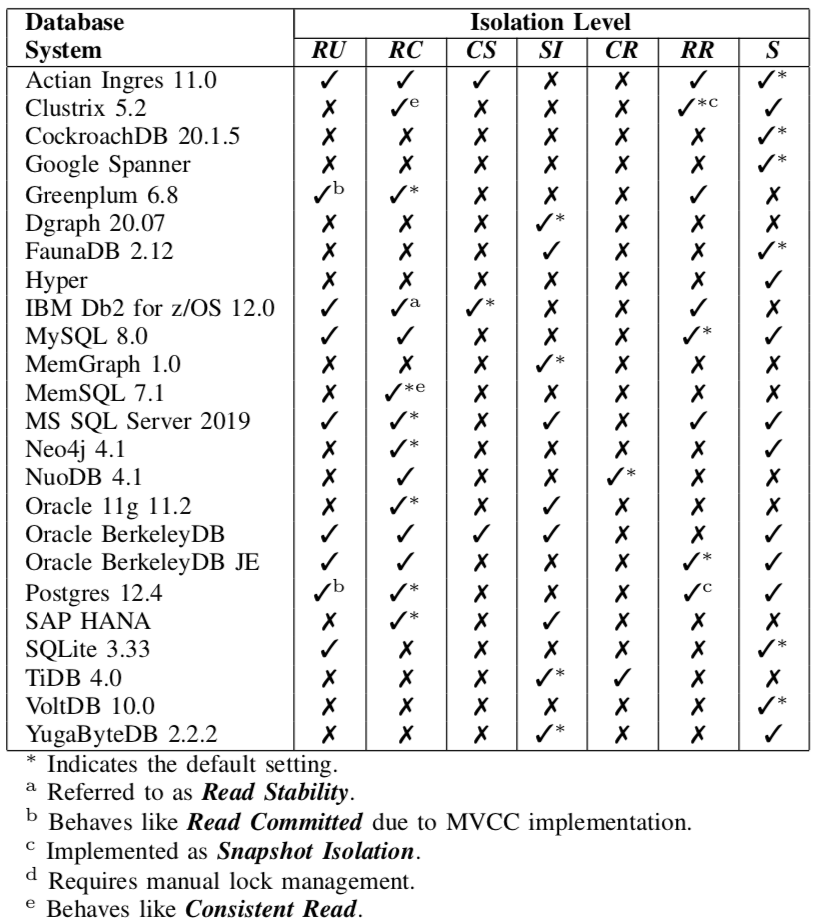 Database Isolation Level
System RU RC CS SI CR RR S
Actian Ingres 11.0 ✓ ✓ ✓ ✗ ✗ ✓ ✓*
Clustrix 5.2 ✗ ✓e ✗ ✗ ✗ ✓*c ✓
CockroachDB 20.1.5 ✗ ✗ ✗ ✗ ✗ ✗ ✓*
Google Spanner ✗ ✗ ✗ ✗ ✗ ✗ ✓*
Greenplum 6.8 ✓b ✓* ✗ ✗ ✗ ✓ ✗
Dgraph 20.07 ✗ ✗ ✗ ✓* ✗ ✗ ✗
FaunaDB 2.12 ✗ ✗ ✗ ✓ ✗ ✗ ✓*
Hyper ✗ ✗ ✗ ✗ ✗ ✗ ✓
IBM Db2 for z/OS 12.0 ✓ ✓a ✓* ✗ ✗ ✓ ✗
MySQL 8.0 ✓ ✓ ✗ ✗ ✗ ✓* ✓
MemGraph 1.0 ✗ ✗ ✗ ✓* ✗ ✗ ✗
MemSQL 7.1 ✗ ✓*e ✗ ✗ ✗ ✗ ✗
MS SQL Server 2019 ✓ ✓* ✗ ✓ ✗ ✓ ✓
Neo4j 4.1 ✗ ✓* ✗ ✗ ✗ ✗ ✓
NuoDB 4.1 ✗ ✓ ✗ ✗ ✓* ✗ ✗
Oracle 11g 11.2 ✗ ✓* ✗ ✓ ✗ ✗ ✗
Oracle BerkeleyDB ✓ ✓ ✓ ✓ ✗ ✗ ✓
Oracle BerkeleyDB JE ✓ ✓ ✗ ✗ ✗ ✓* ✓
Postgres 12.4 ✓b ✓* ✗ ✗ ✗ ✓c ✓
SAP HANA ✗ ✓* ✗ ✓ ✗ ✗ ✗
SQLite 3.33 ✓ ✗ ✗ ✗ ✗ ✗ ✓*
TiDB 4.0 ✗ ✗ ✗ ✓* ✓ ✗ ✗
VoltDB 10.0 ✗ ✗ ✗ ✗ ✗ ✗ ✓*
YugaByteDB 2.2.2 ✗ ✗ ✗ ✓* ✗ ✗ ✓
* Indicates the default setting.
a Referred to as Read Stability.
b Behaves like Read Committed due to MVCC implementation.
c Implemented as Snapshot Isolation.
d Requires manual lock management.
e Behaves like Consistent Read.